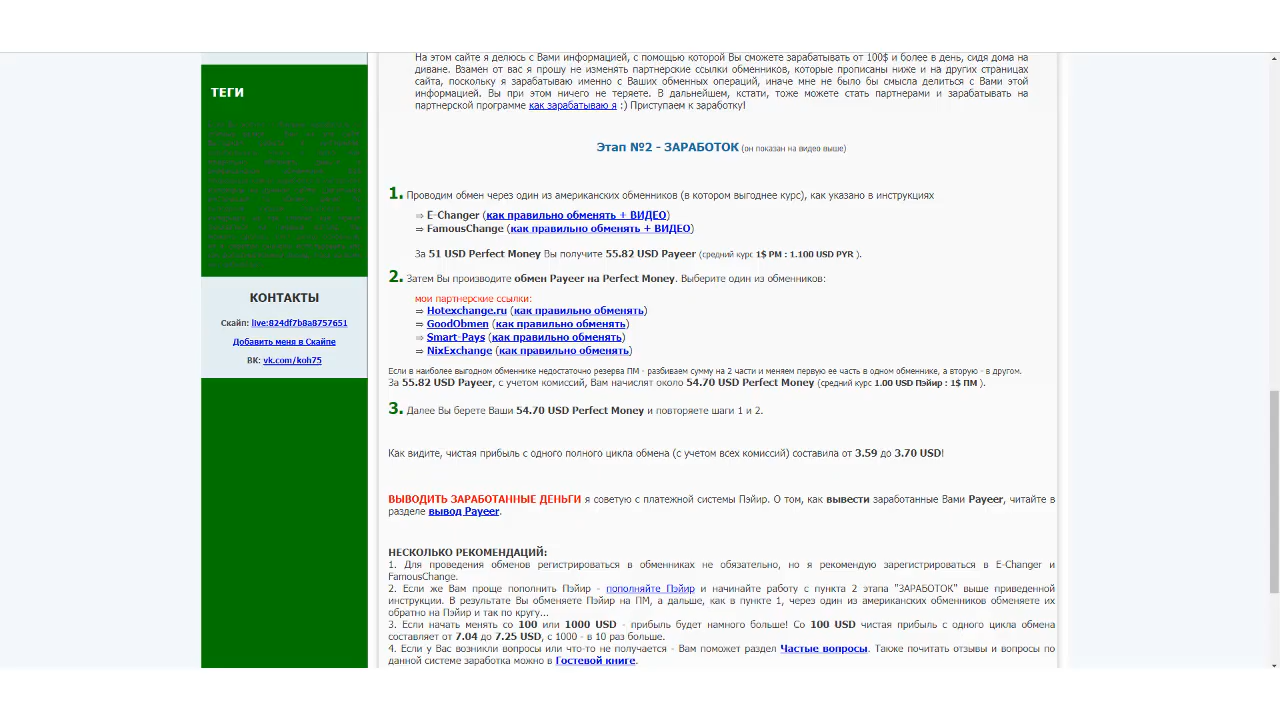 На этом сайте я делюсь с Вами информацией, с помощью которой Вы сможете зарабатывать от 100$ и более в день, сидя дома на
диване. Взамен от вас я прошу не изменять партнерские ссылки обменников, которые прописаны ниже и на других страницах
сайта, поскольку я зарабатываю именно с Ваших обменных операций, иначе мне не было бы смысла делиться с Вами этой
информацией. Вы при этом ничего не теряете. В дальнейшем, кстати, тоже можете стать партнерами и зарабатывать на
партнерской программе как зарабатываю я :) Приступаем к заработку!
Этап №2 - ЗАРАБОТОК (он показан на видео выше)
1. Проводим обмен через один из американских обменников (в котором выгоднее курс), как указано в инструкциях
⇒ E-Changer (как правильно обменять + ВИДЕО)
⇒ FamousChange (как правильно обменять + ВИДЕО)
За 51 USD Perfect Money Вы получите 55.82 USD Payeer (средний курс 1$ PM : 1.100 USD PYR ).
2. Затем Вы производите обмен Payeer на Perfect Money. Выберите один из обменников:
мои партнерские ссылки:
⇒ Hotexchange.ru (как правильно обменять)
⇒ GoodObmen (как правильно обменять)
⇒ Smart-Pays (как правильно обменять)
⇒ NixExchange (как правильно обменять)
Если в наиболее выгодном обменнике недостаточно резерва ПМ - разбиваем сумму на 2 части и меняем первую ее часть в одном обменнике, а вторую - в другом.
За 55.82 USD Payeer, с учетом комиссий, Вам начислят около 54.70 USD Perfect Money (средний курс 1.00 USD Пэйир : 1$ ПМ ).
3. Далее Вы берете Ваши 54.70 USD Perfect Money и повторяете шаги 1 и 2.
Как видите, чистая прибыль с одного полного цикла обмена (с учетом всех комиссий) составила от 3.59 до 3.70 USD!
ВЫВОДИТЬ ЗАРАБОТАННЫЕ ДЕНЬГИ я советую с платежной системы Пэйир. О том, как вывести заработанные Вами Payeer, читайте в
разделе вывод Payeer.
НЕСКОЛЬКО РЕКОМЕНДАЦИЙ:
1. Для проведения обменов регистрироваться в обменниках не обязательно, но я рекомендую зарегистрироваться в E-Changer и
FamousChange.
2. Если же Вам проще пополнить Пэйир - пополняйте Пэйир и начинайте работу с пункта 2 этапа "ЗАРАБОТОК" выше приведенной
инструкции. В результате Вы обменяете Пэйир на ПМ, а дальше, как в пункте 1, через один из американских обменников обменяете их
обратно на Пэйир и так по кругу...
3. Если начать менять со 100 или 1000 USD - прибыль будет намного больше! Со 100 USD чистая прибыль с одного цикла обмена
составляет от 7.04 до 7.25 USD, с 1000 - в 10 раз больше.
4. Если у Вас возникли вопросы или что-то не получается - Вам поможет раздел Частые вопросы. Также почитать отзывы и вопросы по
данной системе заработка можно в Гостевой книге.
ТЕГИ
КОНТАКТЫ
Скайп: live:824df7b8a8757651
Добавить меня в Скайпе
ВК: vk.com/koh75